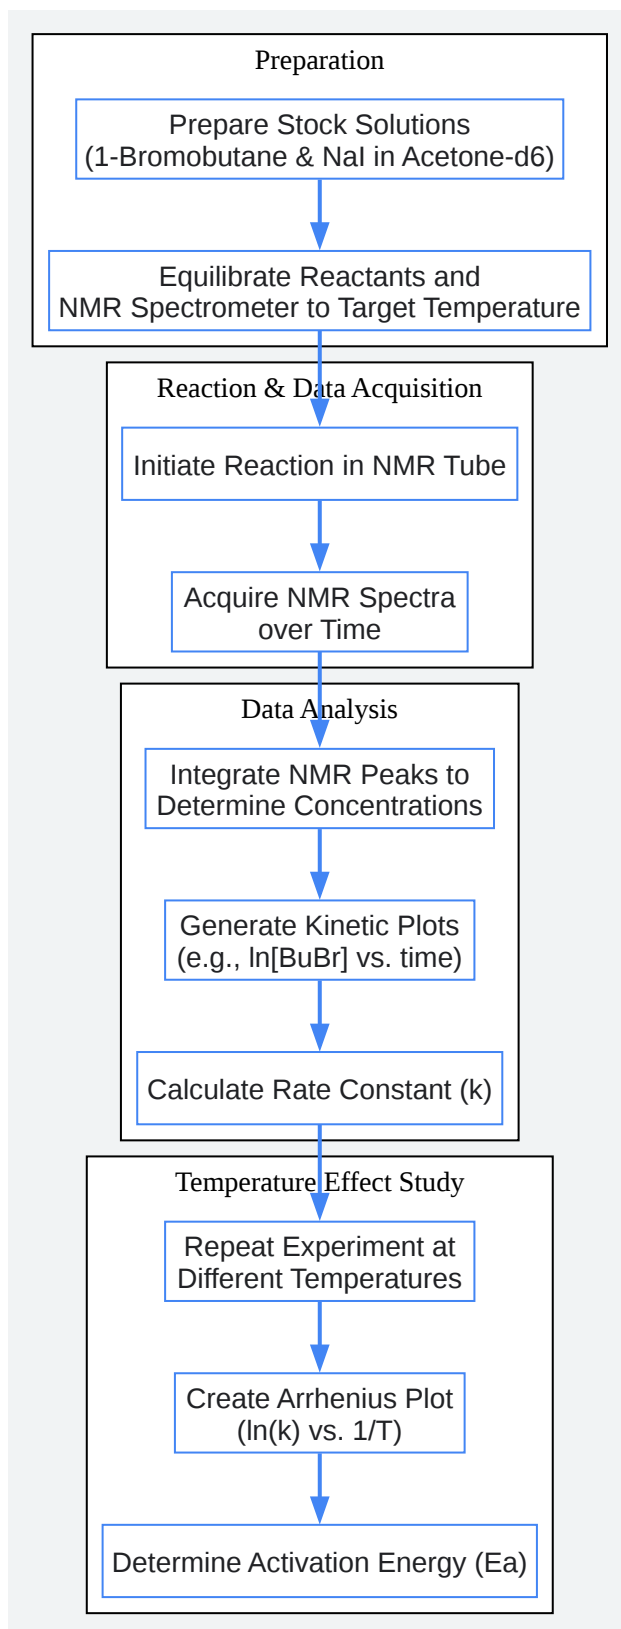 Preparation
Prepare Stock Solutions
(1-Bromobutane & NaI in Acetone-d6)
Equilibrate Reactants and
NMR Spectrometer to Target Temperature
Reaction & Data Acquisition
Initiate Reaction in NMR Tube
Acquire NMR Spectra
over Time
Data Analysis
Integrate NMR Peaks to
Determine Concentrations
Generate Kinetic Plots
(e.g., ln[BuBr] vs. time)
Calculate Rate Constant (k)
Temperature Effect Study
Repeat Experiment at
Different Temperatures
Create Arrhenius Plot
(ln(k) vs. 1/T)
Determine Activation Energy (Ea)